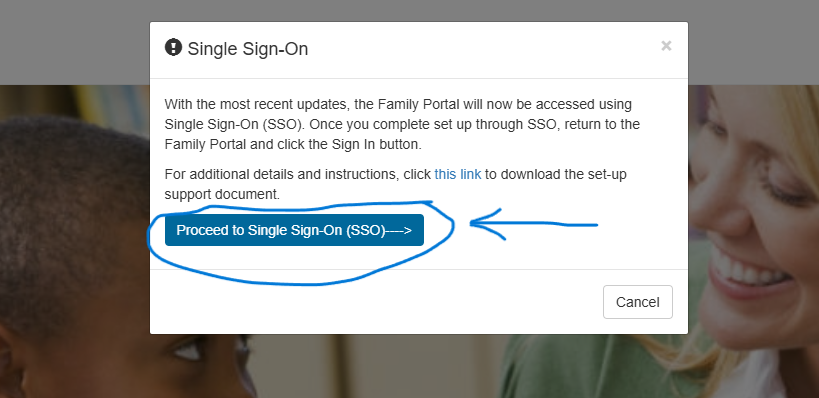 Single Sign-On
×
With the most recent updates, the Family Portal will now be accessed using
Single Sign-On (SSO). Once you complete set up through SSO, return to the
Family Portal and click the Sign In button.
For additional details and instructions, click this link to download the set-up
support document.
Proceed to Single Sign-On (SSO)---->
Cancel